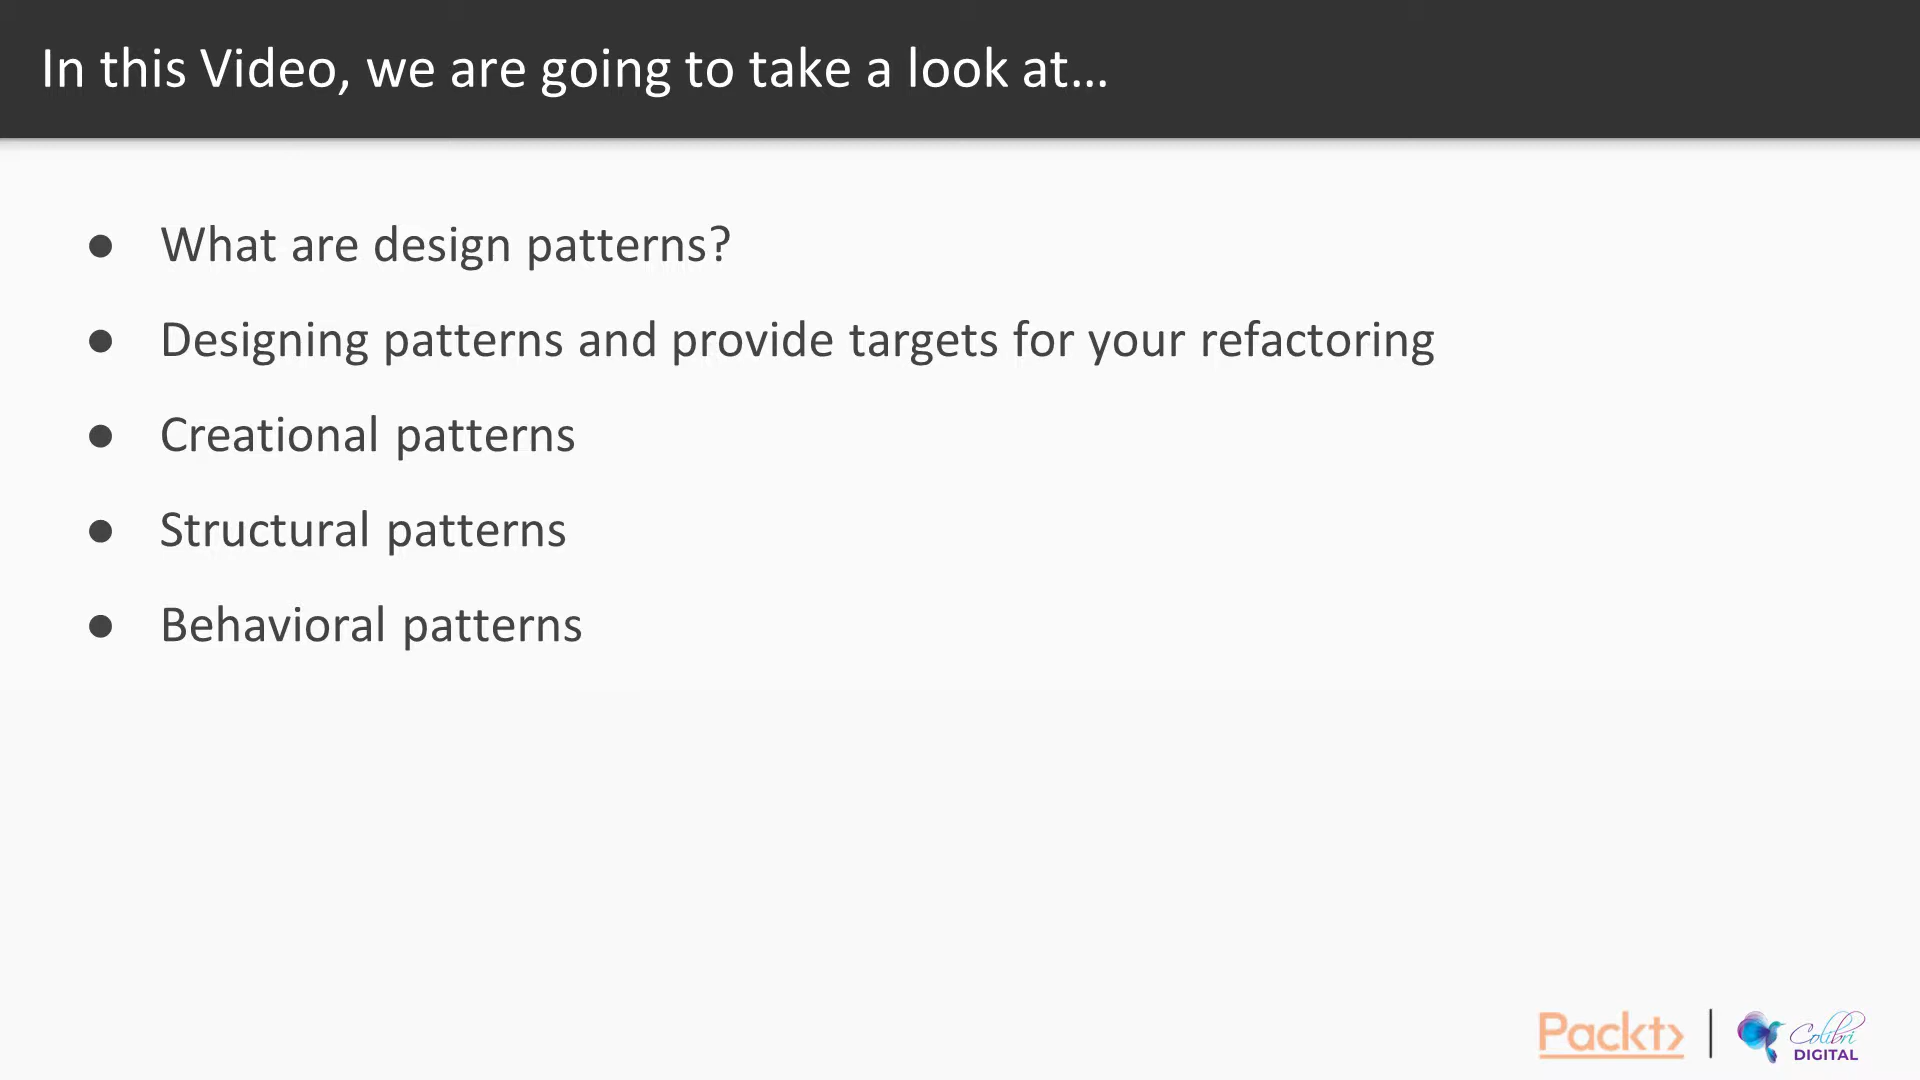 In this Video, we are going to take a look at...
● What are design patterns?
● Designing patterns and provide targets for your refactoring
● Creational patterns
● Structural patterns
● Behavioral patterns
Packt> | Colibri
DIGITAL